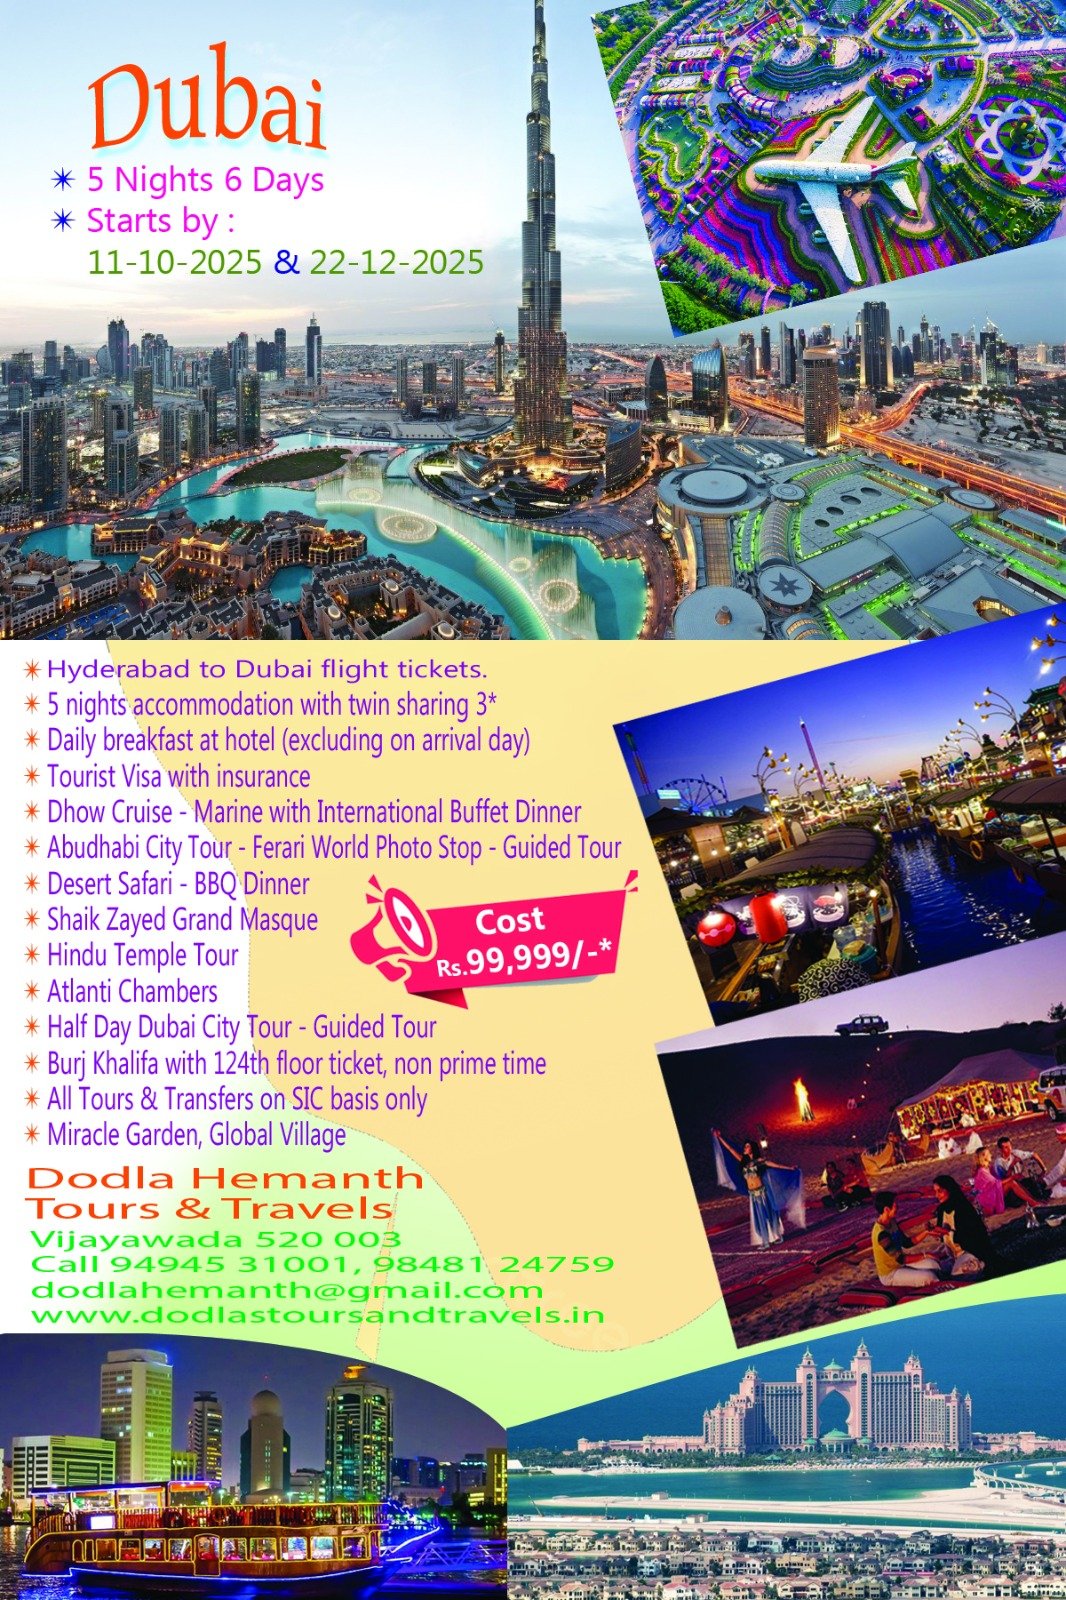 Dubai
5 Nights 6 Days
Starts by :
11-10-2025 & 22-12-2025
Hyderabad to Dubai flight tickets.
5 nights accommodation with twin sharing 3*
Daily breakfast at hotel (excluding on arrival day)
Tourist Visa with insurance
Dhow Cruise - Marine with International Buffet Dinner
Abudhabi City Tour - Ferari World Photo Stop - Guided Tour
Desert Safari - BBQ Dinner
Shaik Zayed Grand Masque
Hindu Temple Tour
Atlanti Chambers
Half Day Dubai City Tour - Guided Tour
Burj Khalifa with 124th floor ticket, non prime time
All Tours & Transfers on SIC basis only
Miracle Garden, Global Village
Cost
Rs.99,999/-*
Dodla Hemanth
Tours & Travels
Vijayawada 520 003
Call 94945 31001, 98481 24759
dodlahemanth@gmail.com
www.dodlastoursandtravels.in